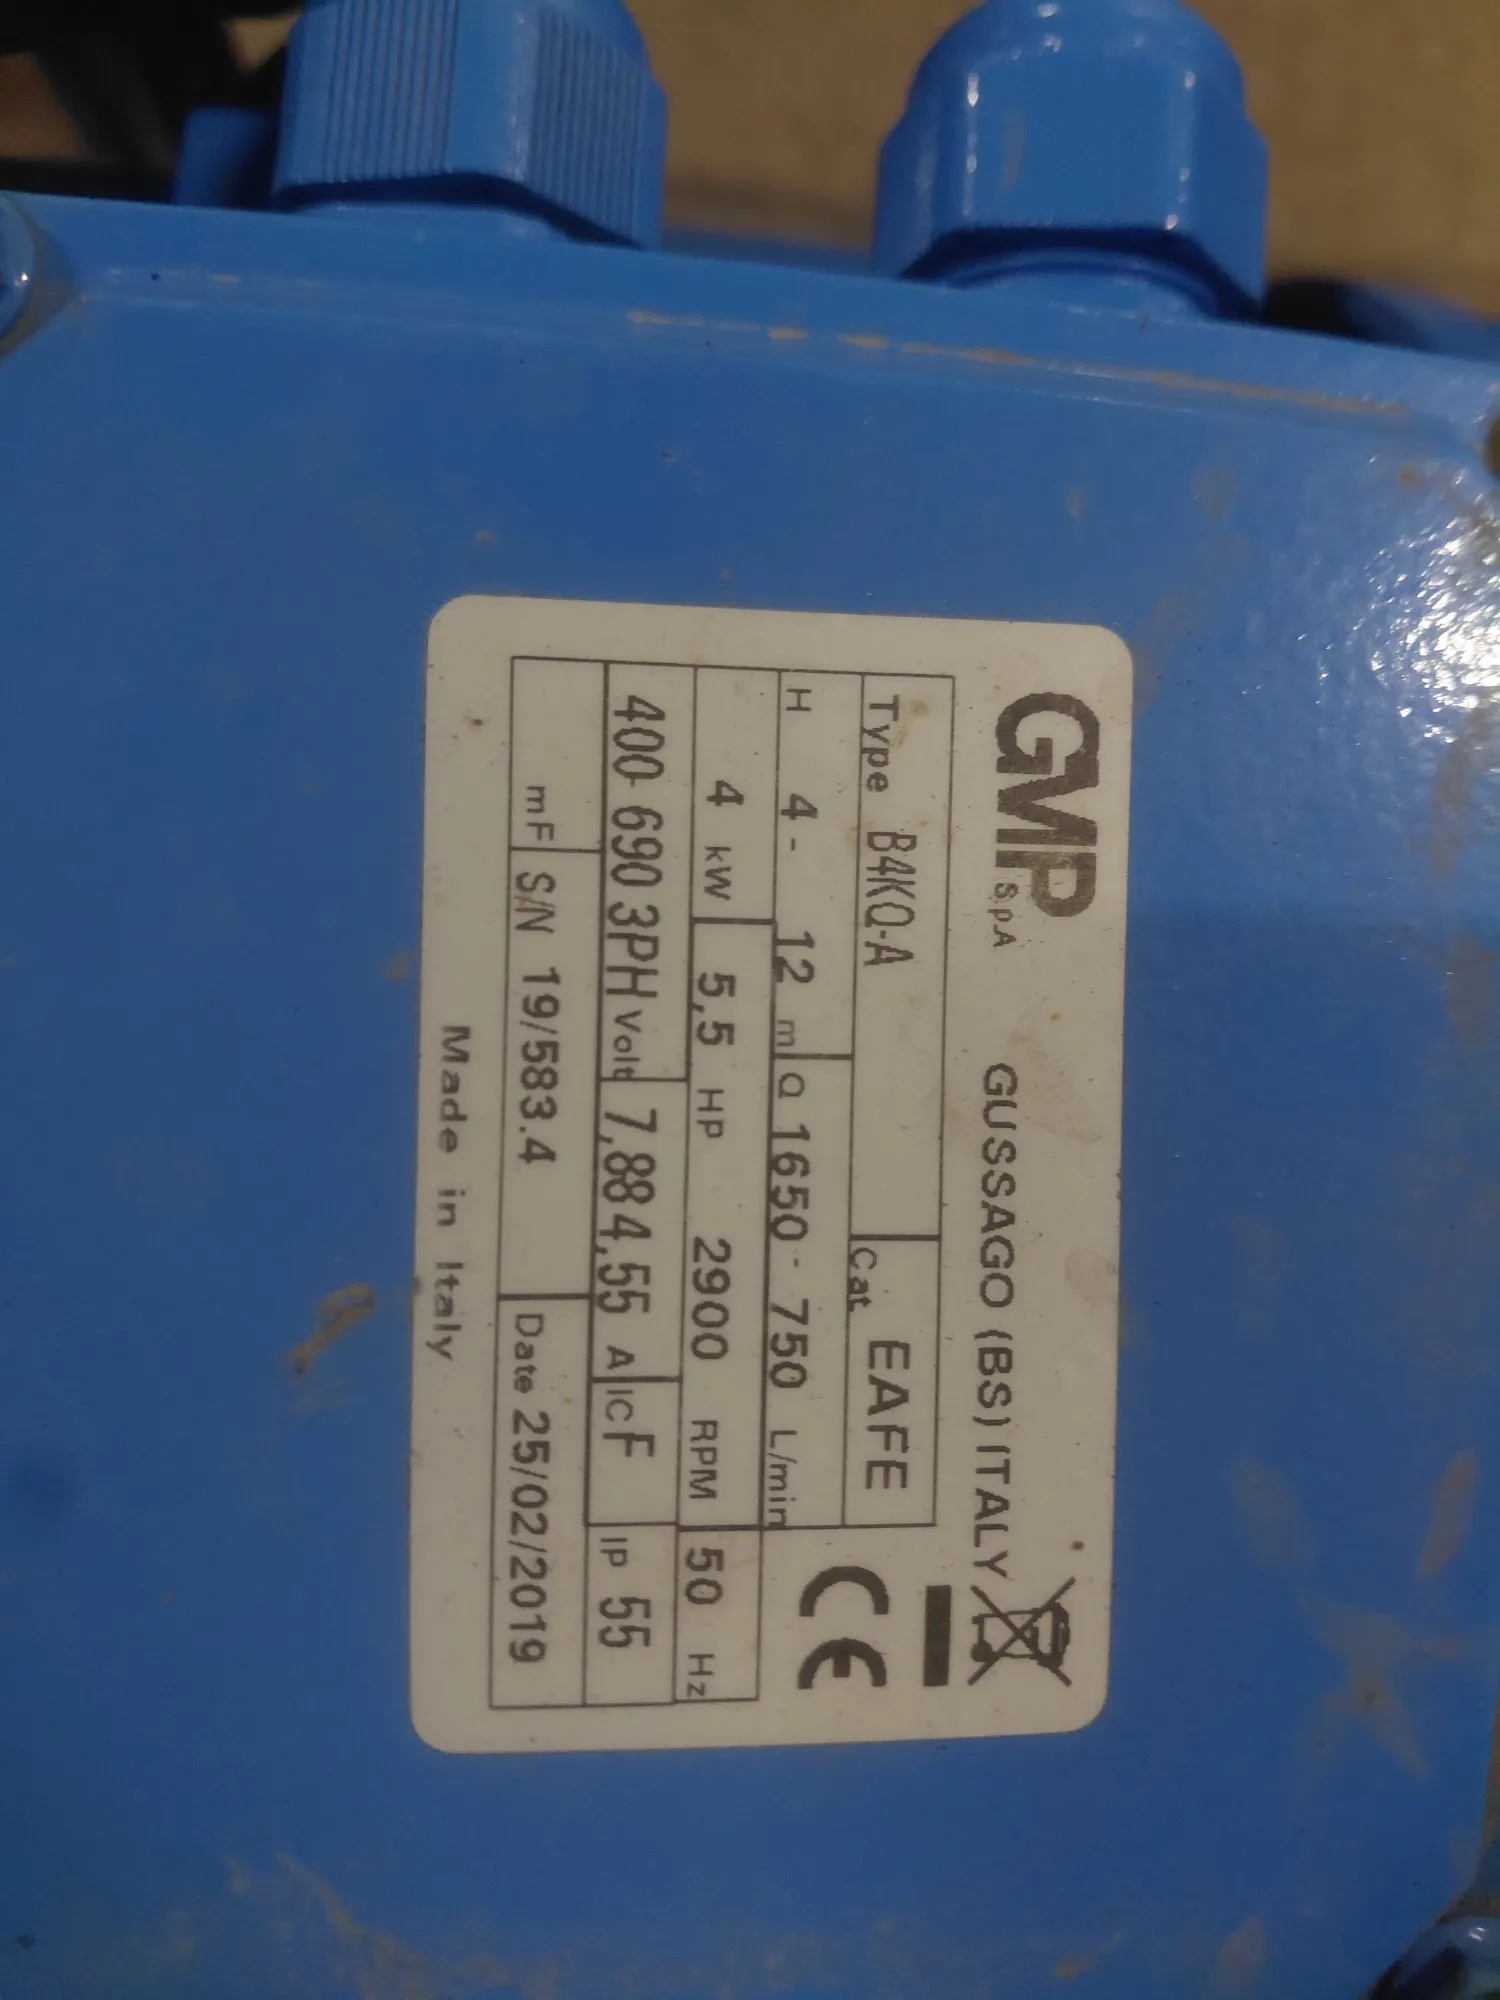 GMP S.p.A GUSSAGO (BS) ITALY
Type B4KQ-A Cat. EAFE
H 4 - 12 m Q 1650 - 750 L/min CE
4 kW 5,5 HP 2900 RPM 50 Hz
400 690 3PH Volt 7,88 4,55 A IC F IP 55
mF S/N 19/583.4 Date 25/02/2019
Made in Italy